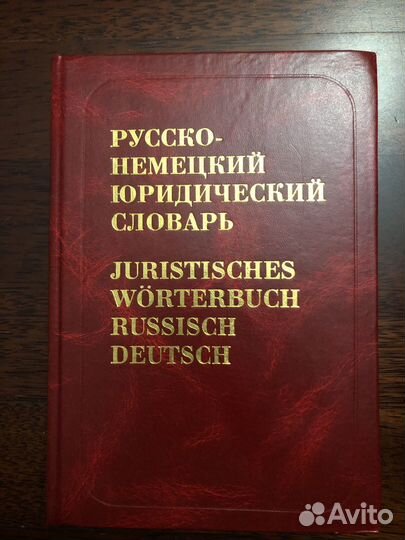 РУССКО-
НЕМЕЦКИЙ
ЮРИДИЧЕСКИЙ
СЛОВАРЬ
JURISTISCHES
WÖRTERBUCH
RUSSISCH
DEUTSCH
Avito